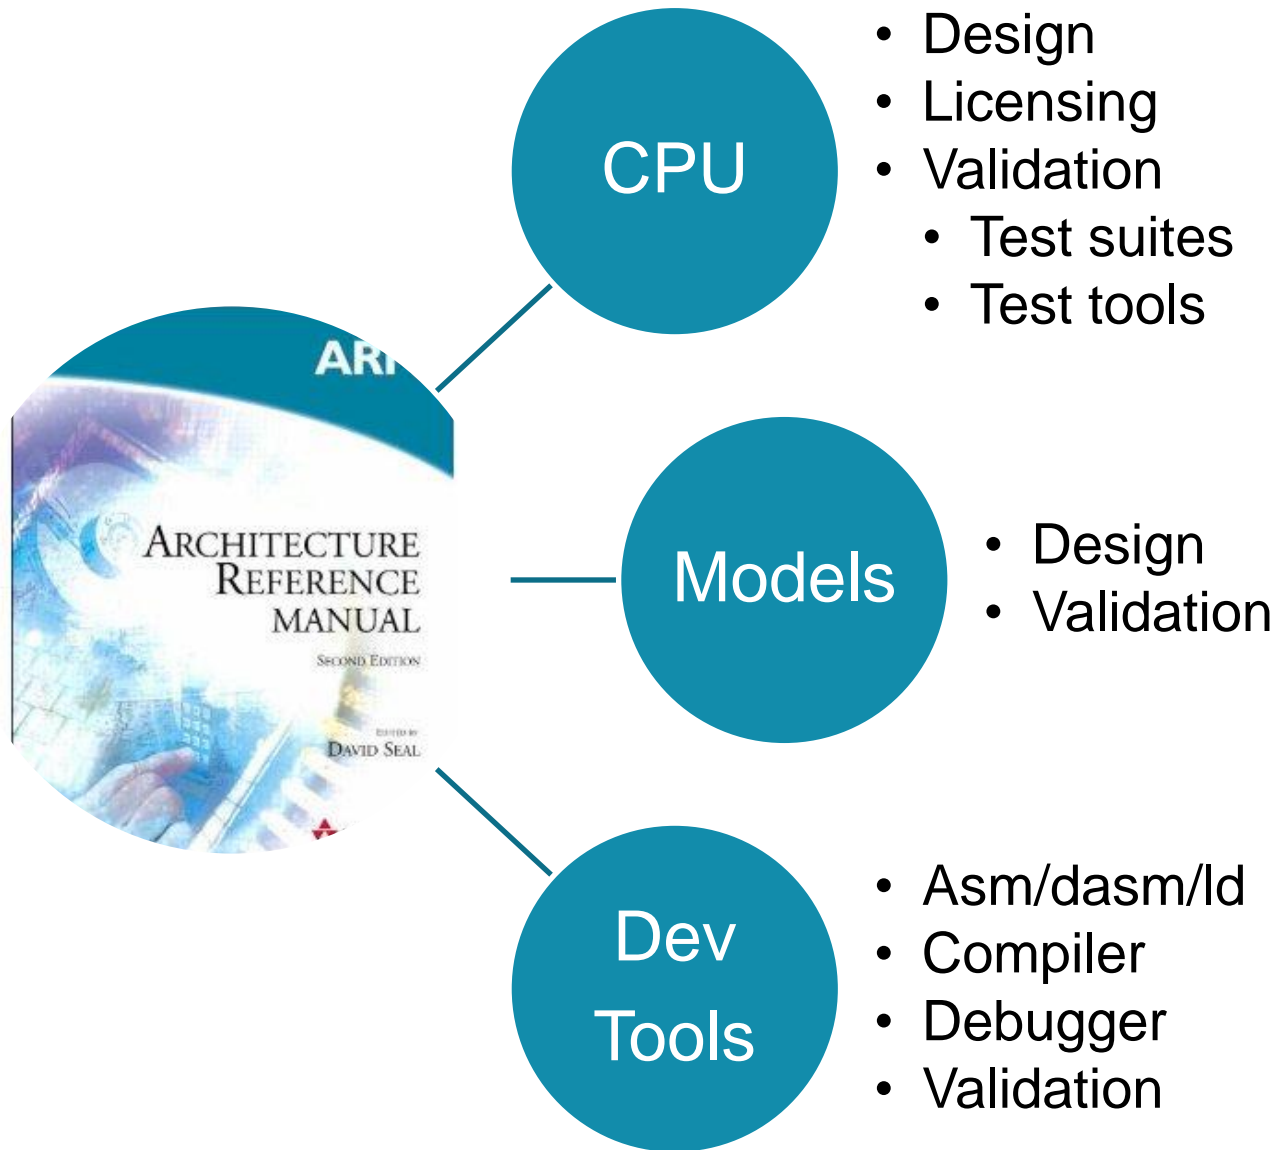 ARM
ARCHITECTURE
REFERENCE
MANUAL
SECOND EDITION
EDITED BY
DAVID SEAL
CPU
• Design
• Licensing
• Validation
• Test suites
• Test tools
Models
• Design
• Validation
Dev
Tools
• Asm/dasm/ld
• Compiler
• Debugger
• Validation